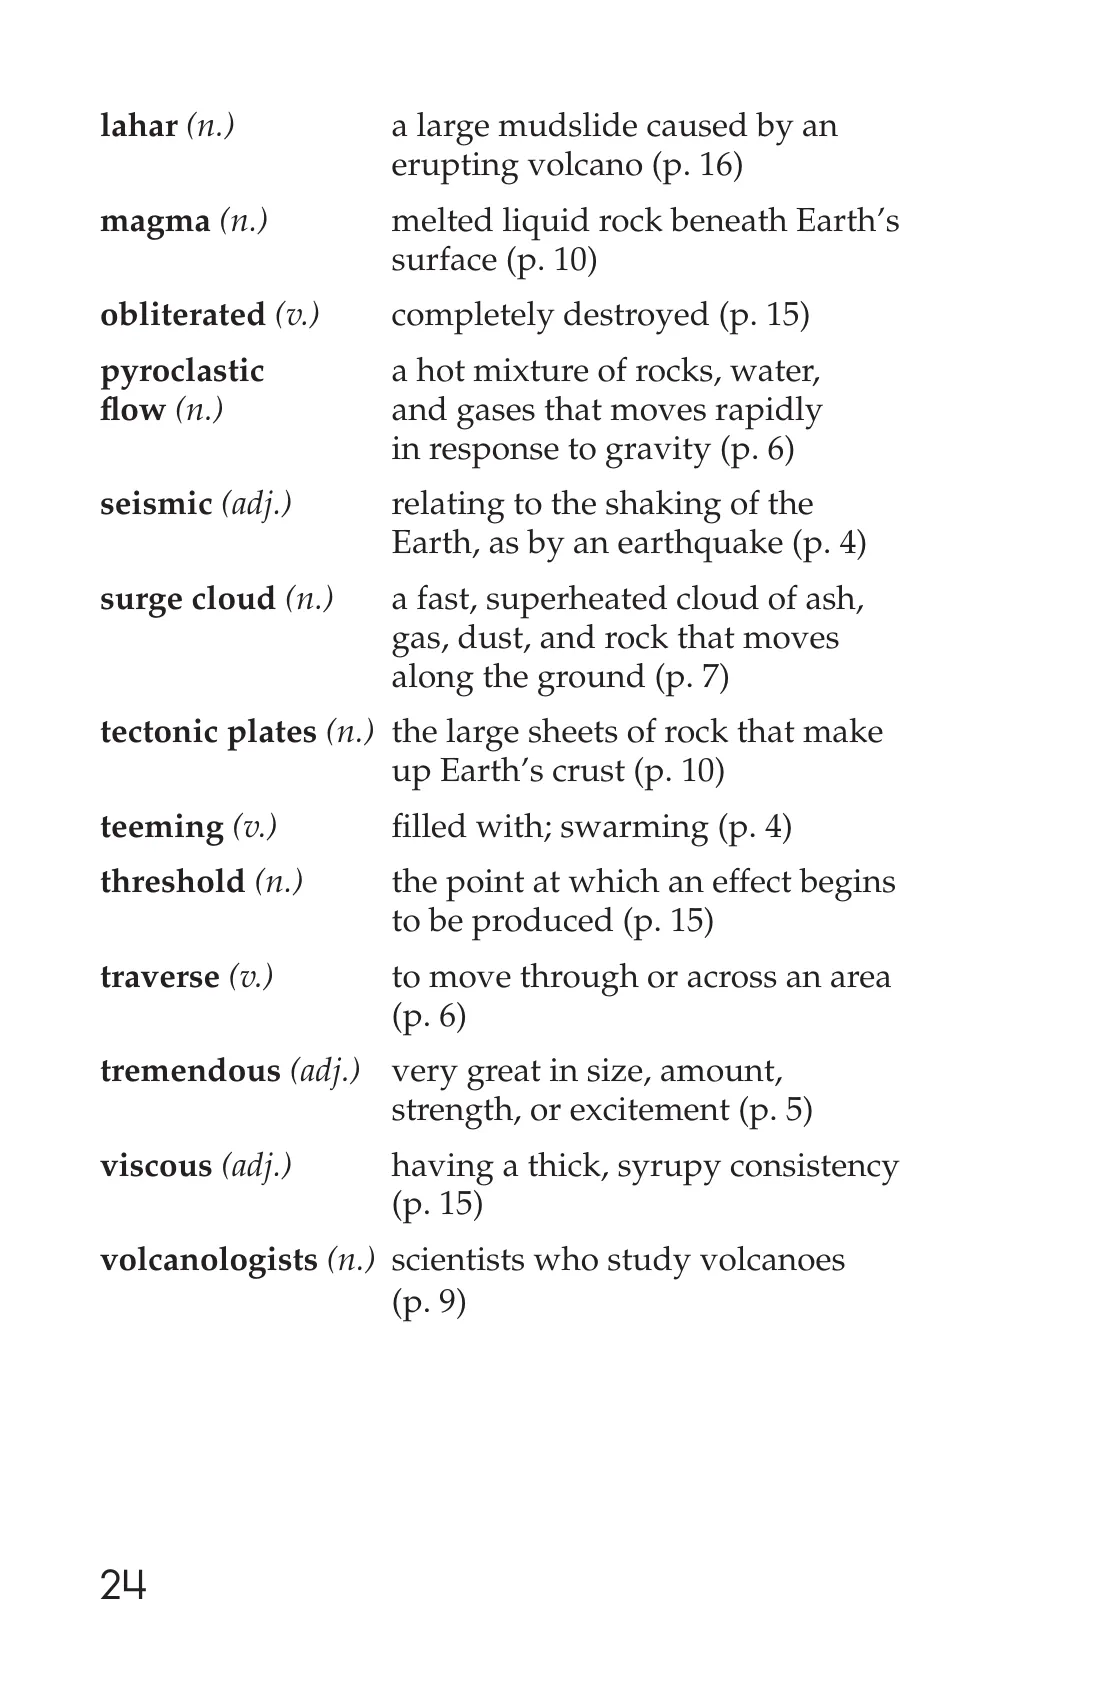 lahar (n.) a large mudslide caused by an
erupting volcano (p. 16)
magma (n.) melted liquid rock beneath Earth’s
surface (p. 10)
obliterated (v.) completely destroyed (p. 15)
pyroclastic a hot mixture of rocks, water,
flow (n.) and gases that moves rapidly
in response to gravity (p. 6)
seismic (adj.) relating to the shaking of the
Earth, as by an earthquake (p. 4)
surge cloud (n.) a fast, superheated cloud of ash,
gas, dust, and rock that moves
along the ground (p. 7)
tectonic plates (n.) the large sheets of rock that make
up Earth’s crust (p. 10)
teeming (v.) filled with; swarming (p. 4)
threshold (n.) the point at which an effect begins
to be produced (p. 15)
traverse (v.) to move through or across an area
(p. 6)
tremendous (adj.) very great in size, amount,
strength, or excitement (p. 5)
viscous (adj.) having a thick, syrupy consistency
(p. 15)
volcanologists (n.) scientists who study volcanoes
(p. 9)
24